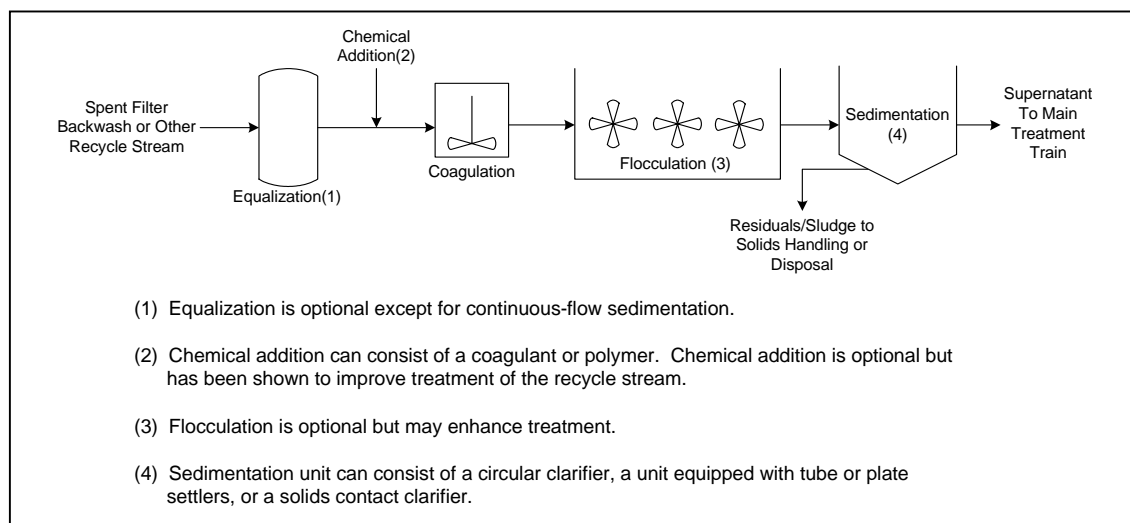 Chemical
Addition(2)
Spent Filter
Backwash or Other
Recycle Stream
Equalization(1)
Coagulation
Flocculation (3)
Sedimentation
(4)
Supernatant
To Main
Treatment
Train
Residuals/Sludge to
Solids Handling or
Disposal
(1) Equalization is optional except for continuous-flow sedimentation.
(2) Chemical addition can consist of a coagulant or polymer. Chemical addition is optional but
has been shown to improve treatment of the recycle stream.
(3) Flocculation is optional but may enhance treatment.
(4) Sedimentation unit can consist of a circular clarifier, a unit equipped with tube or plate
settlers, or a solids contact clarifier.